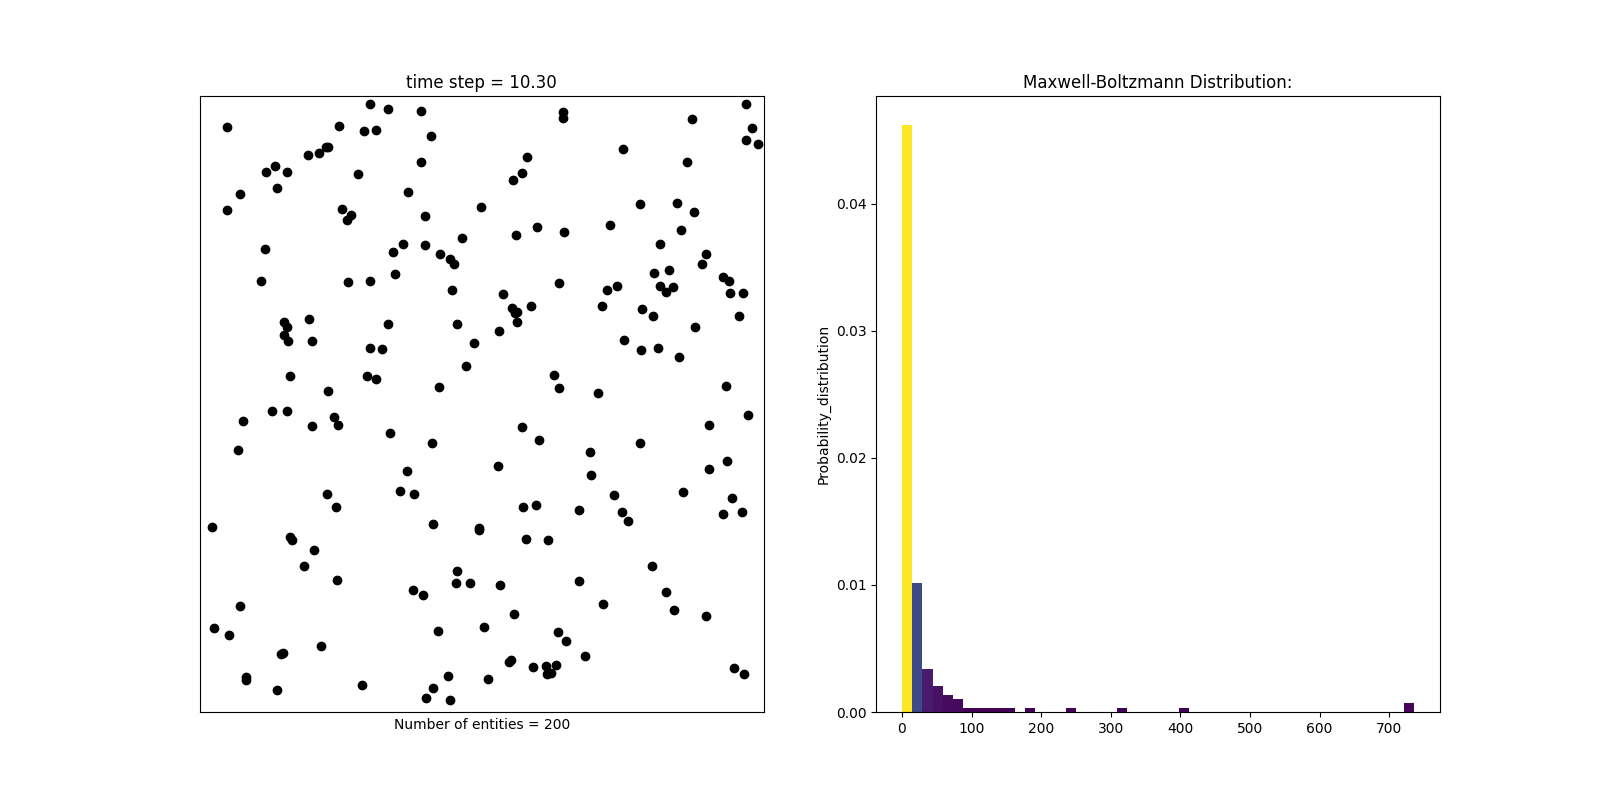 time step = 10.30
Number of entities = 200
Maxwell-Boltzmann Distribution:
Probability_distribution
0.04
0.03
0.02
0.01
0.00
0 100 200 300 400 500 600 700